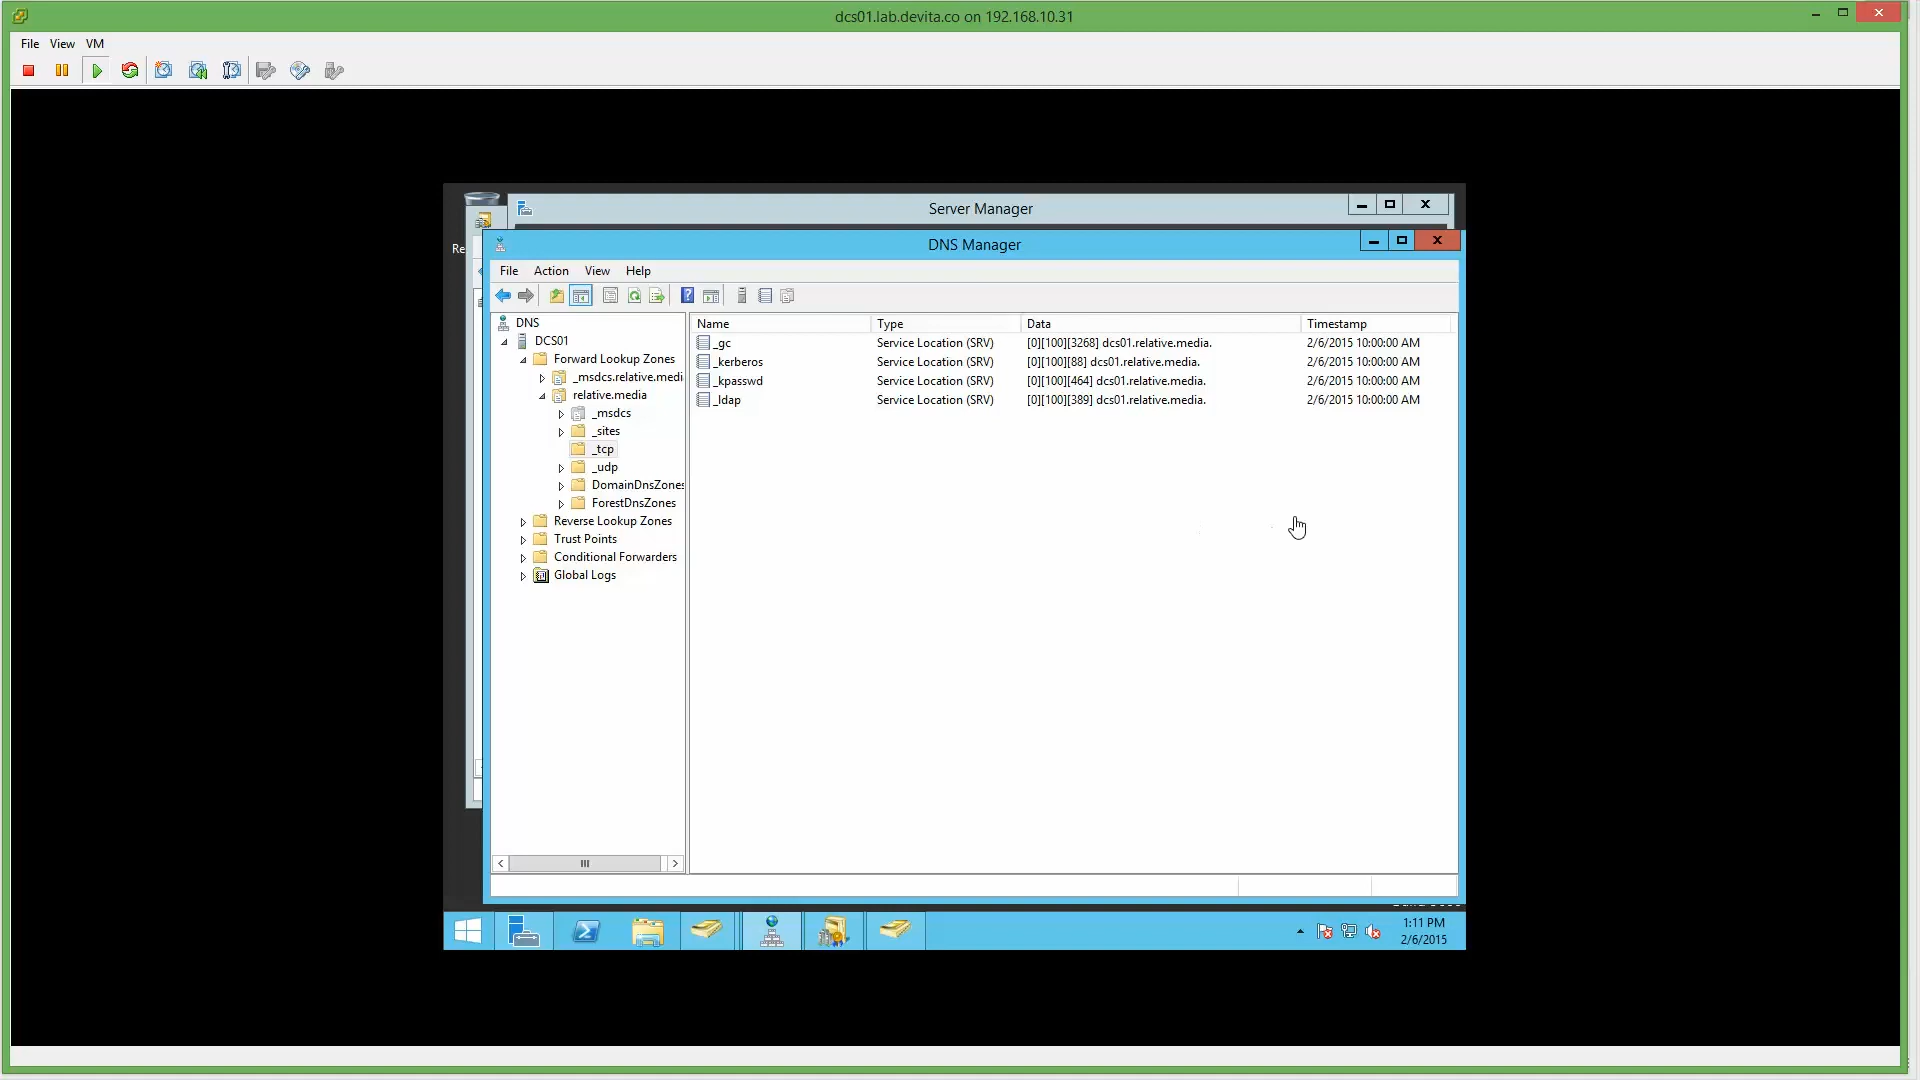 dcs01.lab.devita.co on 192.168.10.31
File View VM
Server Manager
Re
DNS Manager
File Action View Help
DNS
DCS01
Forward Lookup Zones
_msdcs.relative.medi
relative.media
_msdcs
_sites
_tcp
_udp
DomainDnsZones
ForestDnsZones
Reverse Lookup Zones
Trust Points
Conditional Forwarders
Global Logs
Name Type Data Timestamp
_gc Service Location (SRV) [0][100][3268] dcs01.relative.media. 2/6/2015 10:00:00 AM
_kerberos Service Location (SRV) [0][100][88] dcs01.relative.media. 2/6/2015 10:00:00 AM
_kpasswd Service Location (SRV) [0][100][464] dcs01.relative.media. 2/6/2015 10:00:00 AM
_ldap Service Location (SRV) [0][100][389] dcs01.relative.media. 2/6/2015 10:00:00 AM
1:11 PM
2/6/2015